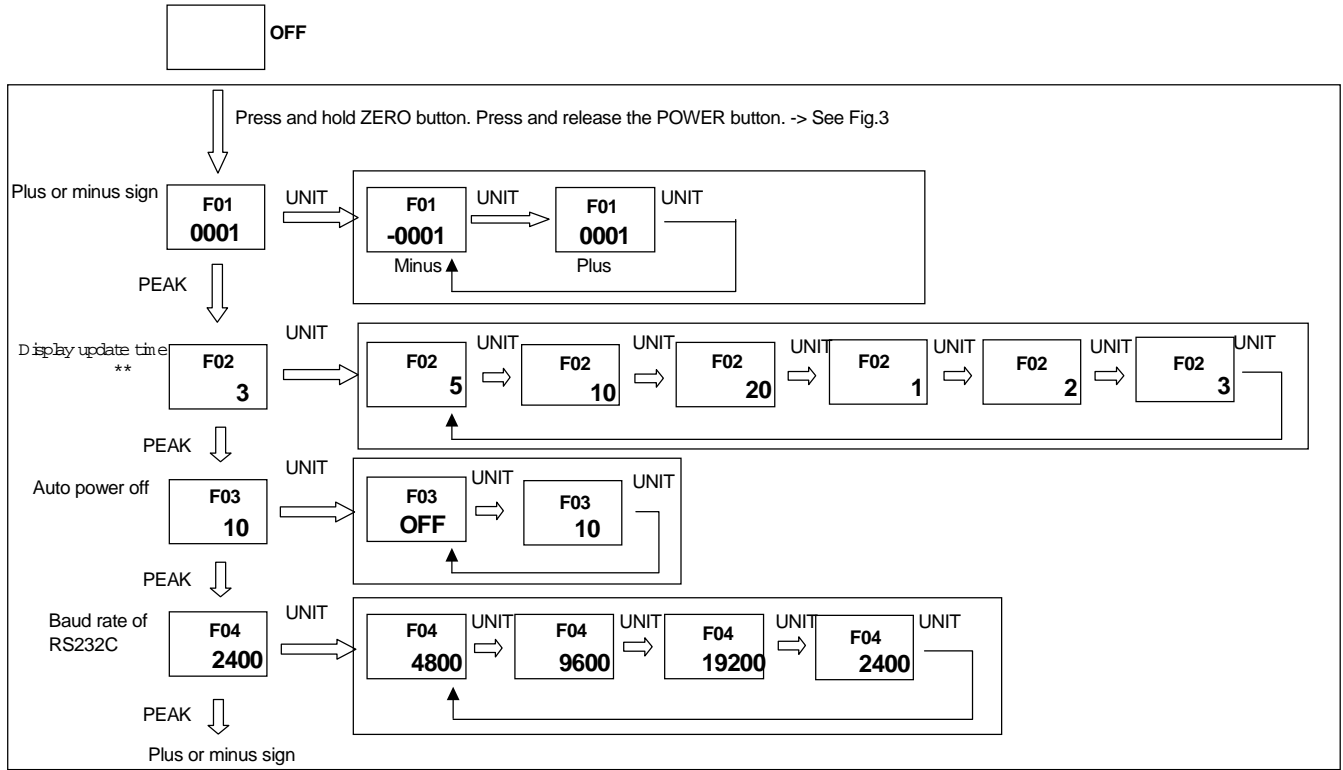 OFF
Press and hold ZERO button. Press and release the POWER button. -> See Fig.3
Plus or minus sign
F01
0001
UNIT
F01
-0001
Minus
UNIT
F01
0001
Plus
UNIT
PEAK
Display update time
**
F02
3
UNIT
F02
5
UNIT
F02
10
UNIT
F02
20
UNIT
F02
1
UNIT
F02
2
UNIT
F02
3
UNIT
PEAK
Auto power off
F03
10
UNIT
F03
OFF
UNIT
F03
10
UNIT
PEAK
Baud rate of
RS232C
F04
2400
UNIT
F04
4800
UNIT
F04
9600
UNIT
F04
19200
UNIT
F04
2400
UNIT
PEAK
Plus or minus sign